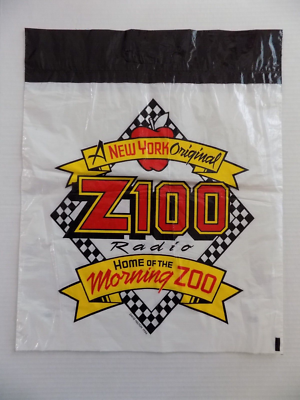 A NEW YORK Original
Z100
Radio
HOME OF THE
Morning ZOO